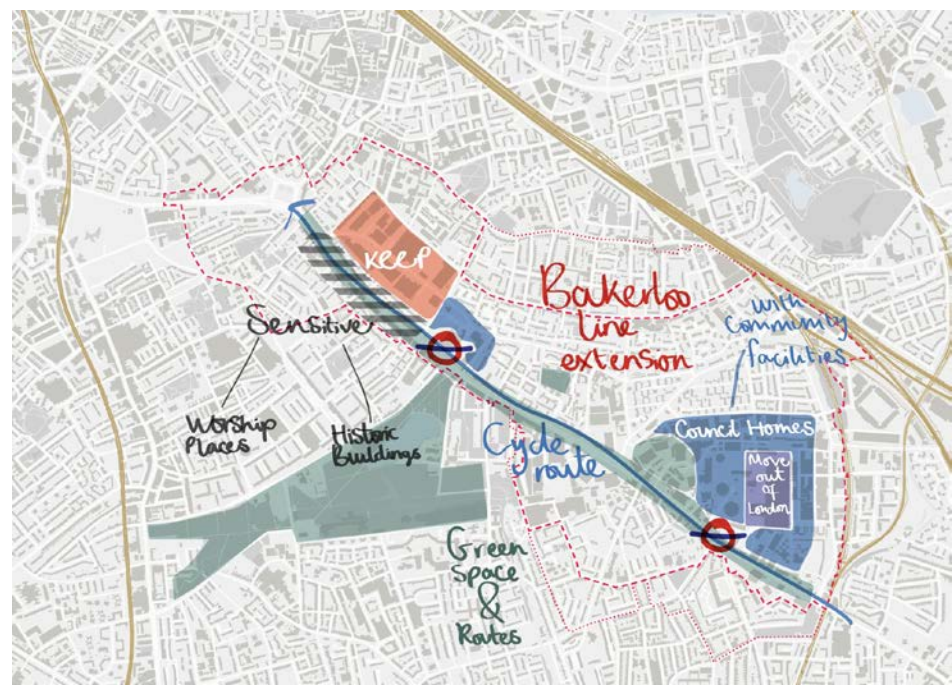 KEEP
Sensitive
Worship
Places
Historic
Buildings
Bakerloo
line
extension
With
Community
facilities
Council Homes
Move
out
of
London
Cycle
route
Green
Space
&
Routes